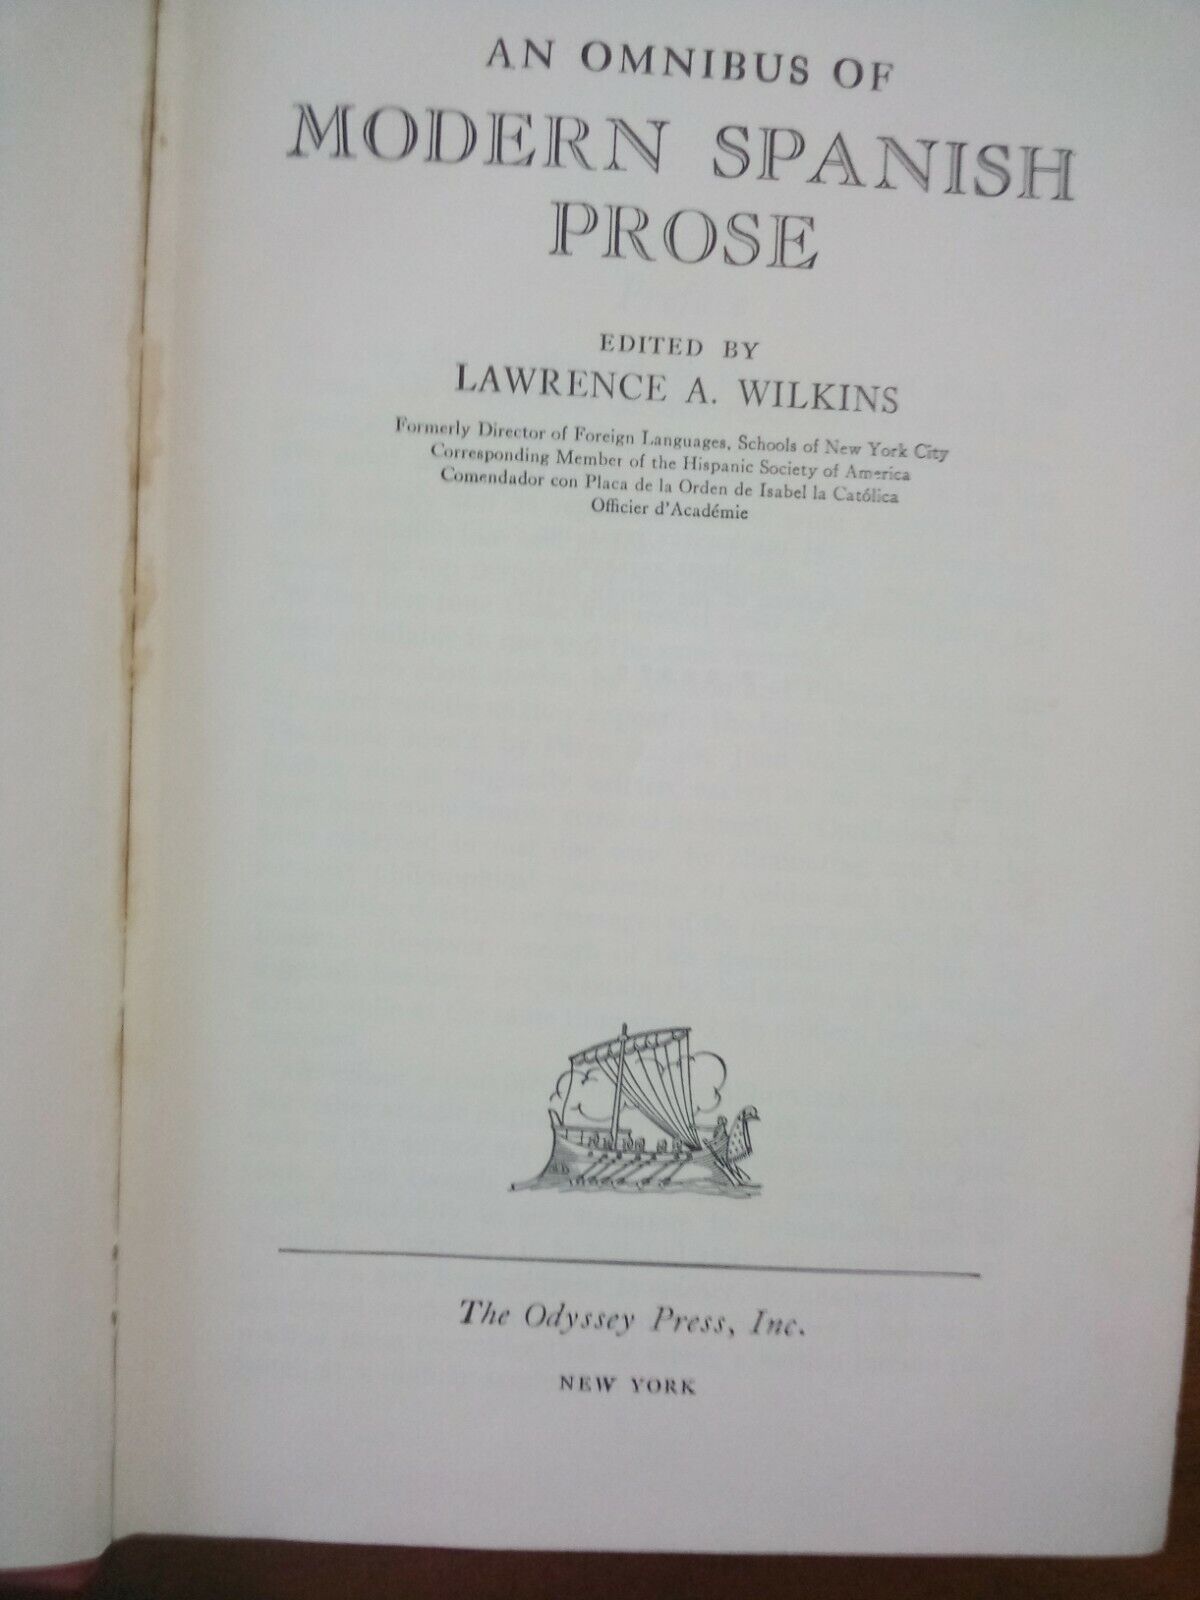 AN OMNIBUS OF
MODERN SPANISH
PROSE
EDITED BY
LAWRENCE A. WILKINS
Formerly Director of Foreign Languages, Schools of New York City
Corresponding Member of the Hispanic Society of America
Comendador con Placa de la Orden de Isabel la Católica
Officier d'Académie
The Odyssey Press, Inc.
NEW YORK